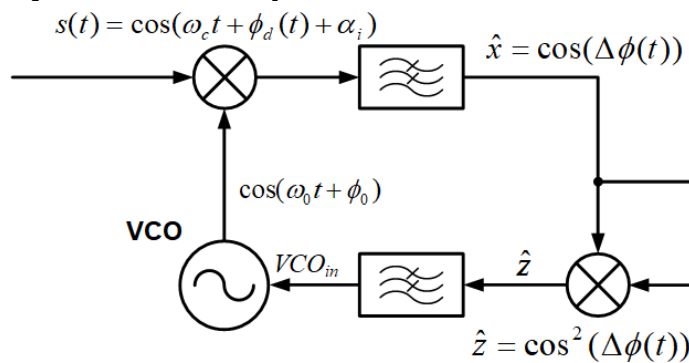 s(t) = cos(ω_c t + ϕ_d (t) + α_i)
x̂ = cos(Δϕ(t))
cos(ω_0 t + ϕ_0)
VCO
VCO_in
ẑ
ẑ = cos² (Δϕ(t))